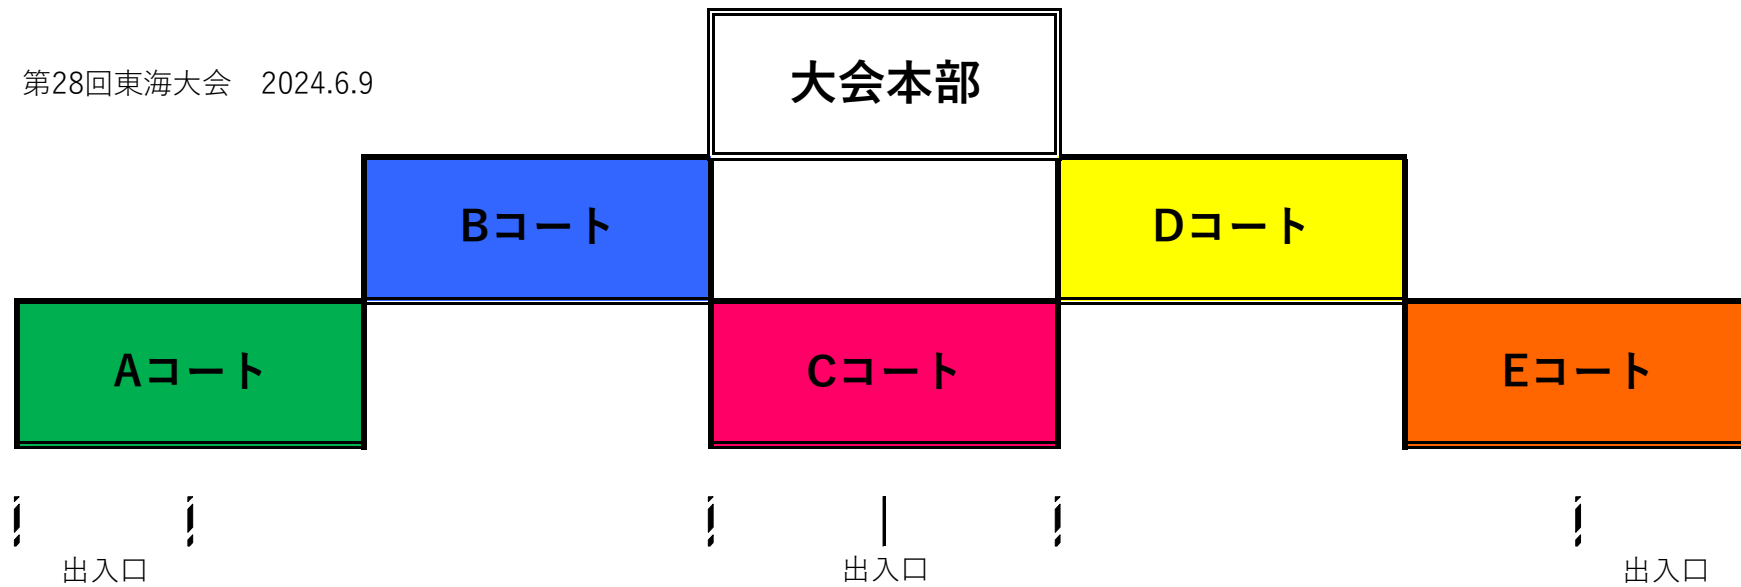 大会本部
第28回東海大会　2024.6.9
Bコート
Dコート
Aコート
Cコート
Eコート
出入口
出入口
出入口